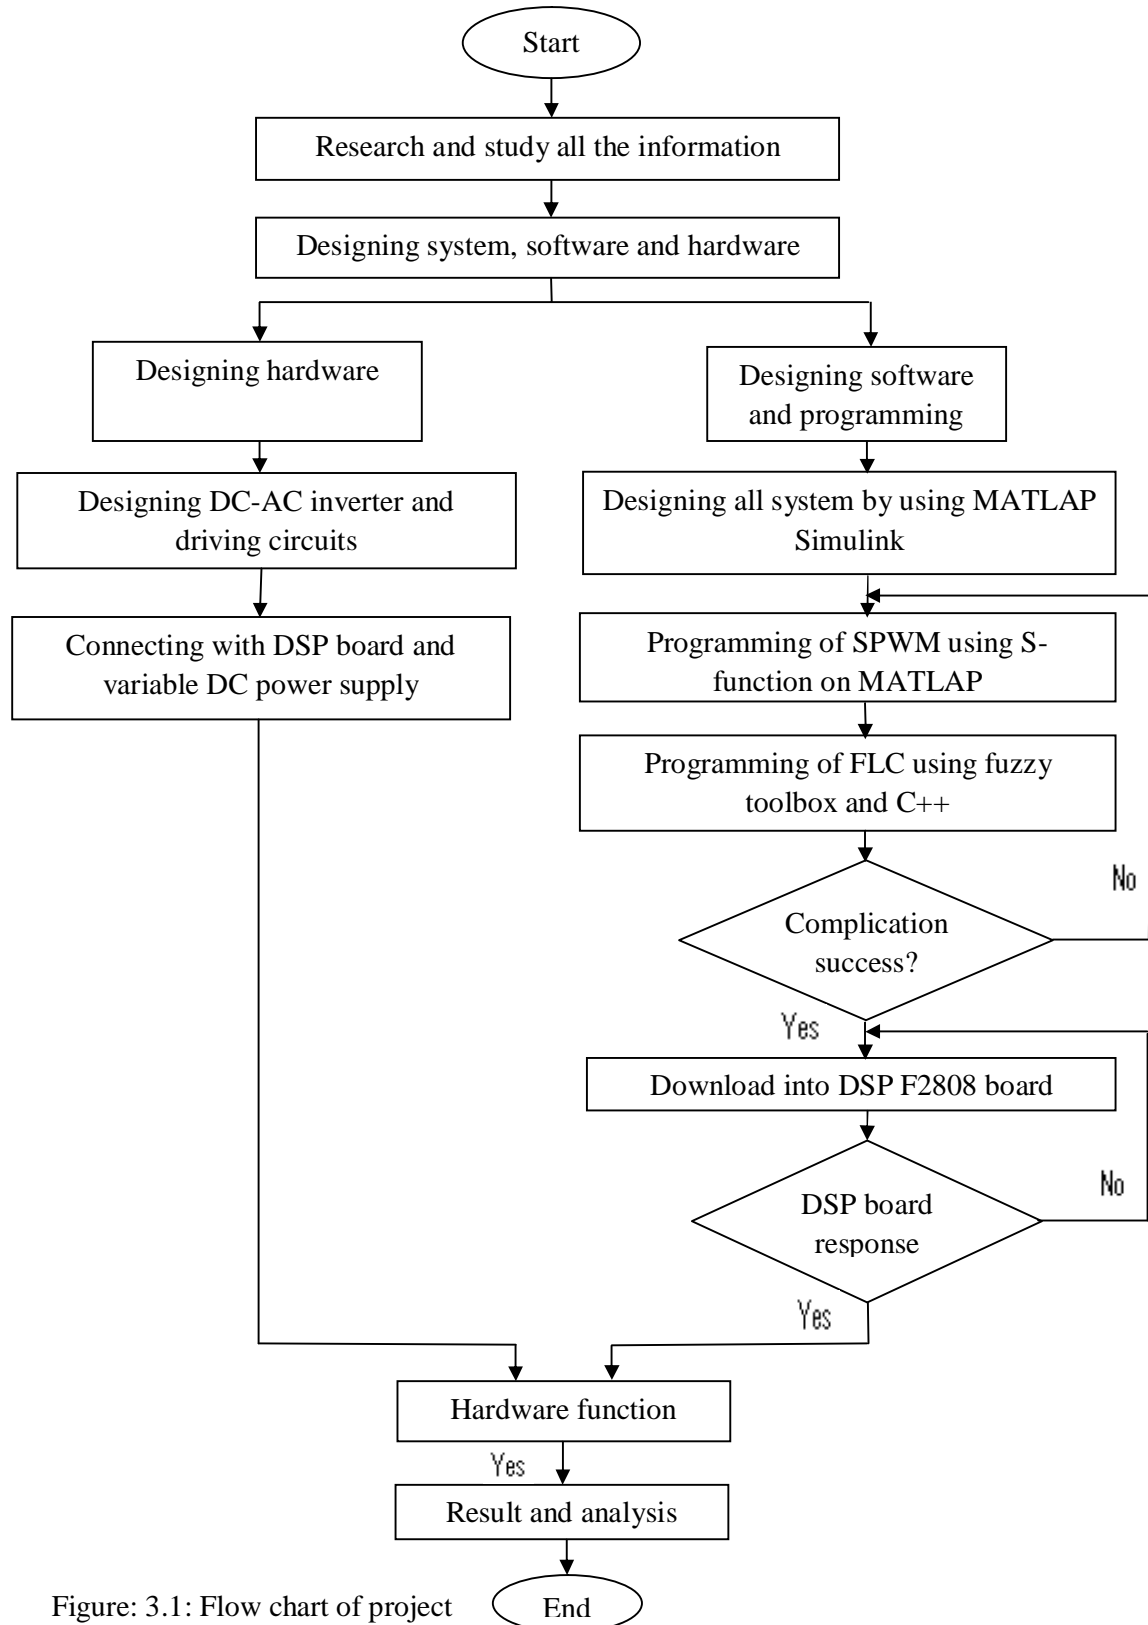 Start
Research and study all the information
Designing system, software and hardware
Designing hardware
Designing software
and programming
Designing DC-AC inverter and
driving circuits
Designing all system by using MATLAP
Simulink
Connecting with DSP board and
variable DC power supply
Programming of SPWM using S-
function on MATLAP
Programming of FLC using fuzzy
toolbox and C++
No
Complication
success?
Yes
Download into DSP F2808 board
No
DSP board
response
Yes
Hardware function
Yes
Result and analysis
End
Figure: 3.1: Flow chart of project